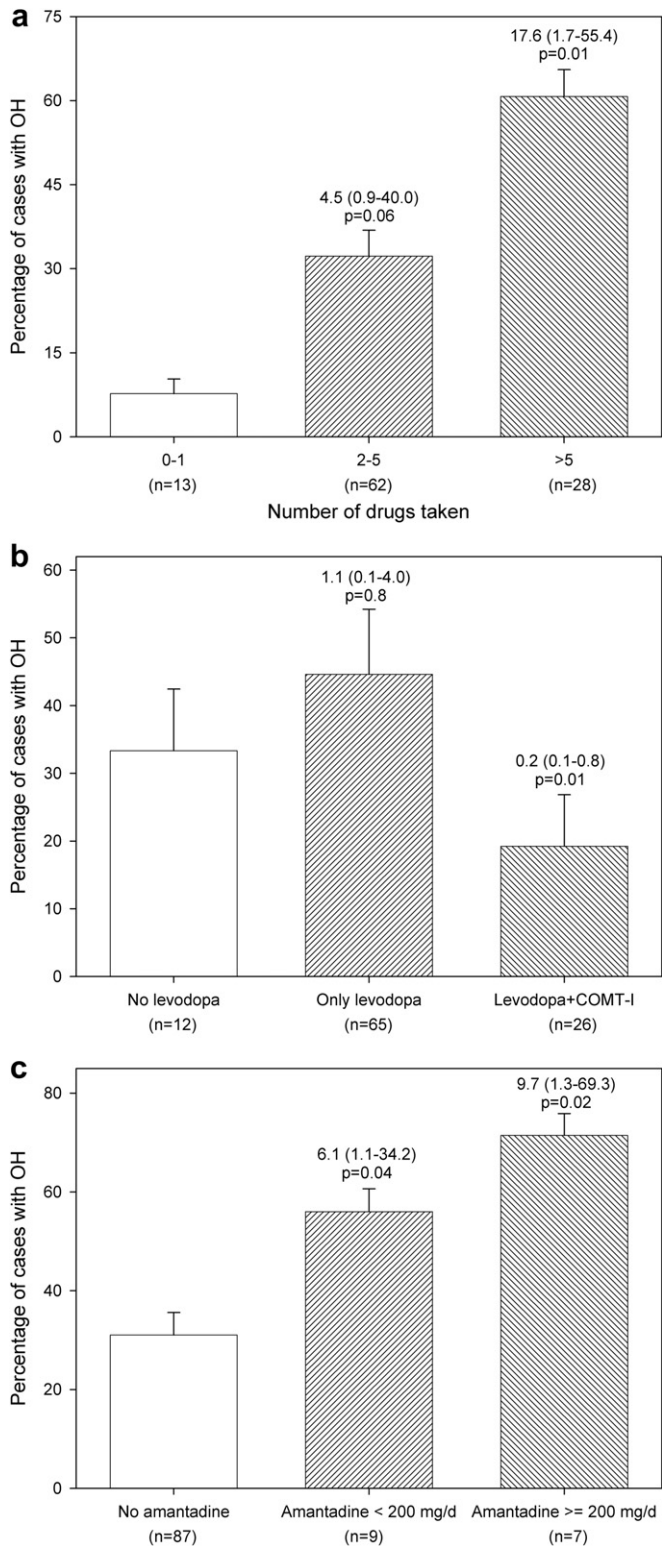 a
Percentage of cases with OH
75
60
45
30
15
0
4.5 (0.9-40.0)
p=0.06
17.6 (1.7-55.4)
p=0.01
0-1
2-5
>5
(n=13)
(n=62)
(n=28)
Number of drugs taken
b
Percentage of cases with OH
60
50
40
30
20
10
0
1.1 (0.1-4.0)
p=0.8
0.2 (0.1-0.8)
p=0.01
No levodopa
Only levodopa
Levodopa+COMT-I
(n=12)
(n=65)
(n=26)
c
Percentage of cases with OH
80
60
40
20
0
6.1 (1.1-34.2)
p=0.04
9.7 (1.3-69.3)
p=0.02
No amantadine
Amantadine < 200 mg/d
Amantadine >= 200 mg/d
(n=87)
(n=9)
(n=7)